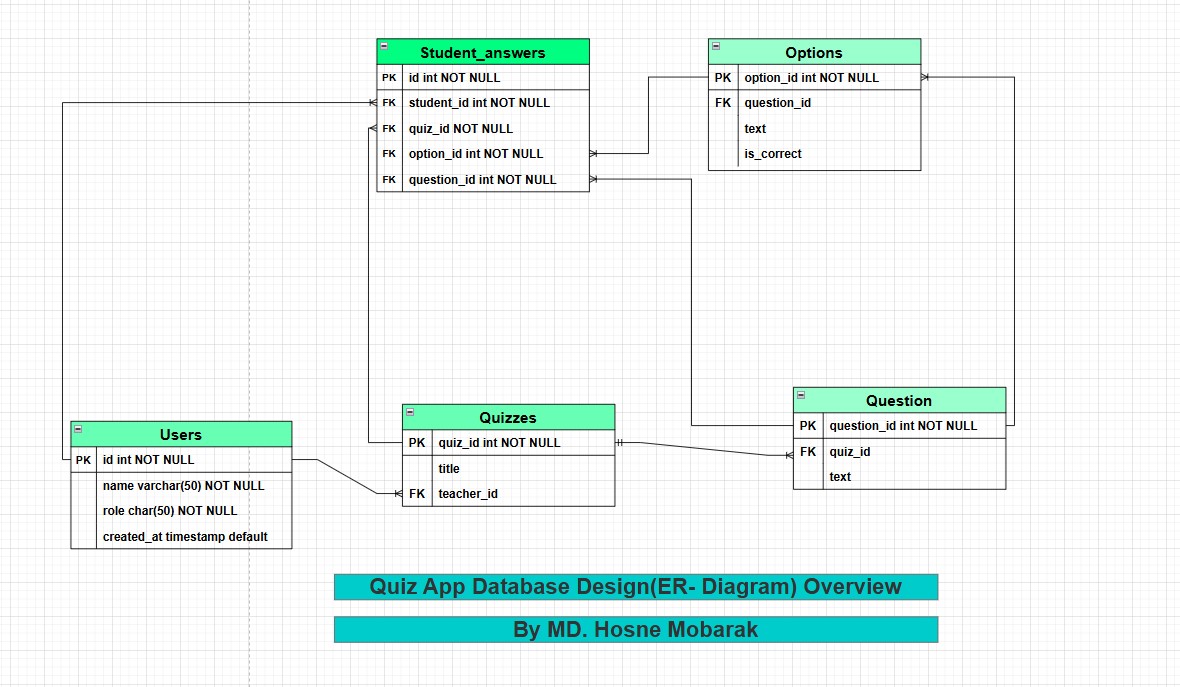 Student_answers
PK id int NOT NULL
FK student_id int NOT NULL
FK quiz_id NOT NULL
FK option_id int NOT NULL
FK question_id int NOT NULL
Options
PK option_id int NOT NULL
FK question_id
text
is_correct
Users
PK id int NOT NULL
name varchar(50) NOT NULL
role char(50) NOT NULL
created_at timestamp default
Quizzes
PK quiz_id int NOT NULL
title
FK teacher_id
Question
PK question_id int NOT NULL
FK quiz_id
text
Quiz App Database Design(ER- Diagram) Overview
By MD. Hosne Mobarak